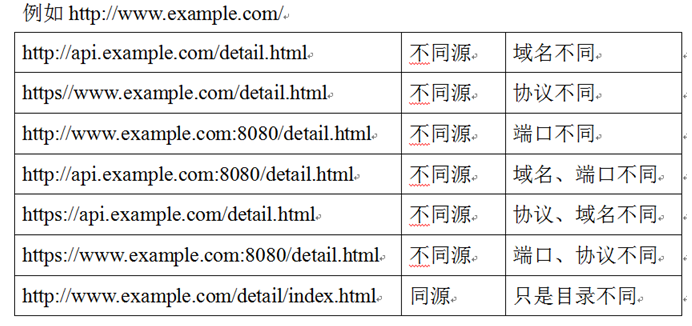 例如 http://www.example.com/
http://api.example.com/detail.html 不同源 域名不同
https//www.example.com/detail.html 不同源 协议不同
http://www.example.com:8080/detail.html 不同源 端口不同
http://api.example.com:8080/detail.html 不同源 域名、端口不同
https://api.example.com/detail.html 不同源 协议、域名不同
https://www.example.com:8080/detail.html 不同源 端口、协议不同
http://www.example.com/detail/index.html 同源 只是目录不同